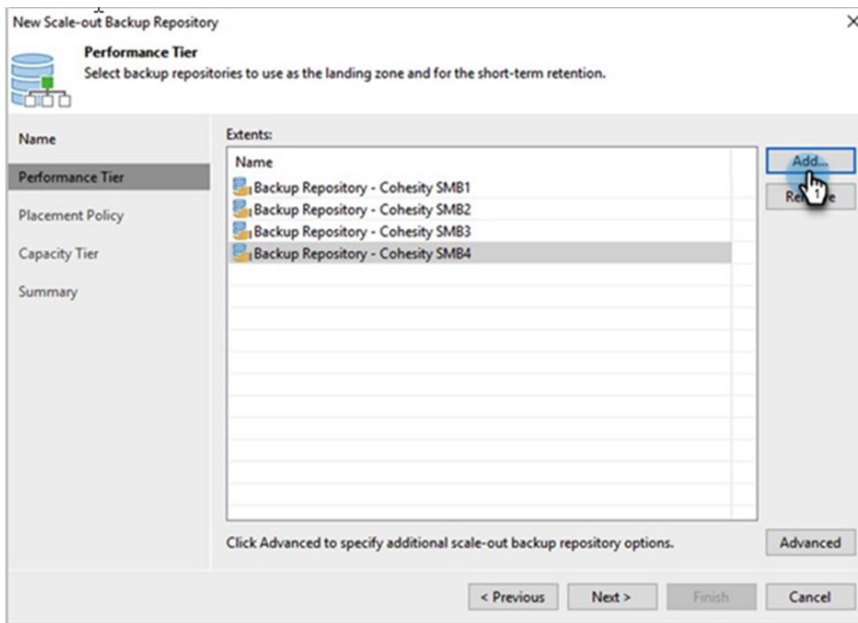 New Scale-out Backup Repository
Performance Tier
Select backup repositories to use as the landing zone and for the short-term retention.
Name
Performance Tier
Placement Policy
Capacity Tier
Summary
Extents:
Name
Backup Repository - Cohesity SMB1
Backup Repository - Cohesity SMB2
Backup Repository - Cohesity SMB3
Backup Repository - Cohesity SMB4
Add...
1
Click Advanced to specify additional scale-out backup repository options.
Advanced
< Previous
Next >
Finish
Cancel